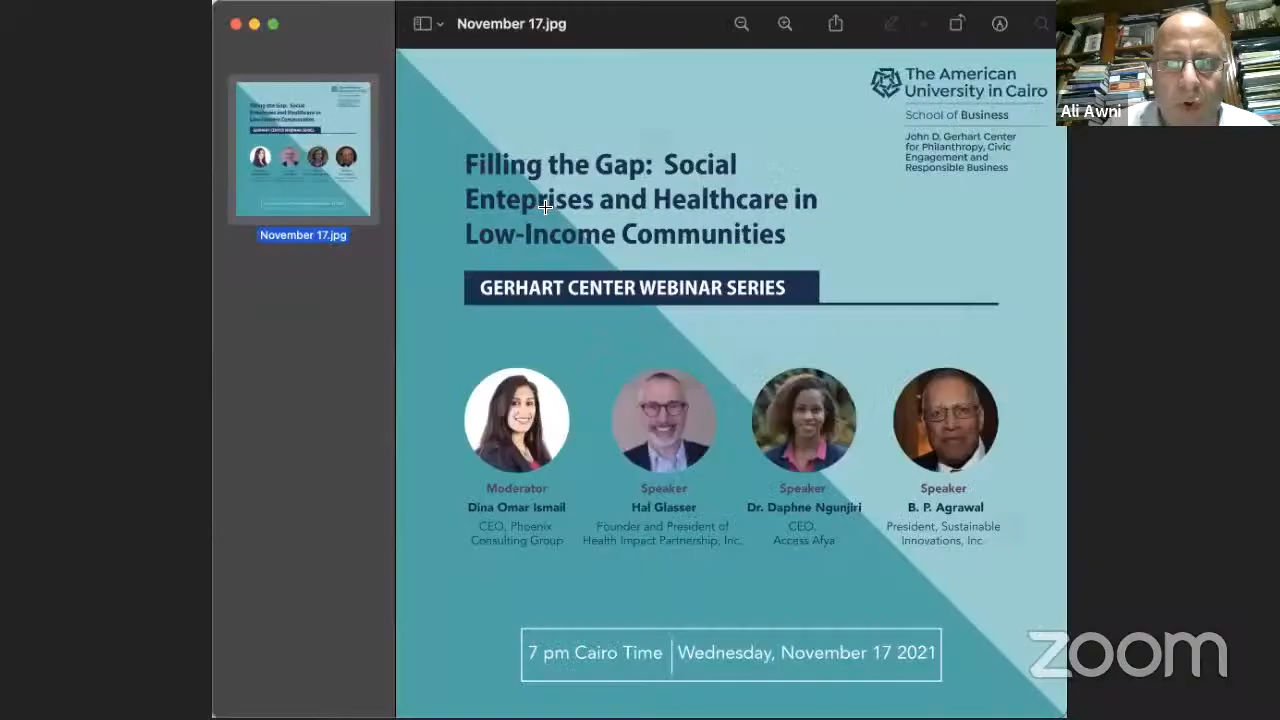 November 17.jpg
Ali Awni
The American
University in Cairo
School of Business
John D. Gerhart Center
for Philanthropy, Civic
Engagement and
Responsible Business
Filling the Gap: Social
Enteprises and Healthcare in
Low-Income Communities
GERHART CENTER WEBINAR SERIES
November 17.jpg
Moderator
Dina Omar Ismail
CEO, Phoenix
Consulting Group
Speaker
Hal Glasser
Founder and President of
Health Impact Partnership, Inc.
Speaker
Dr. Daphne Ngunjiri
CEO,
Access Afya
Speaker
B. P. Agrawal
President, Sustainable
Innovations, Inc.
7 pm Cairo Time | Wednesday, November 17 2021
zoom